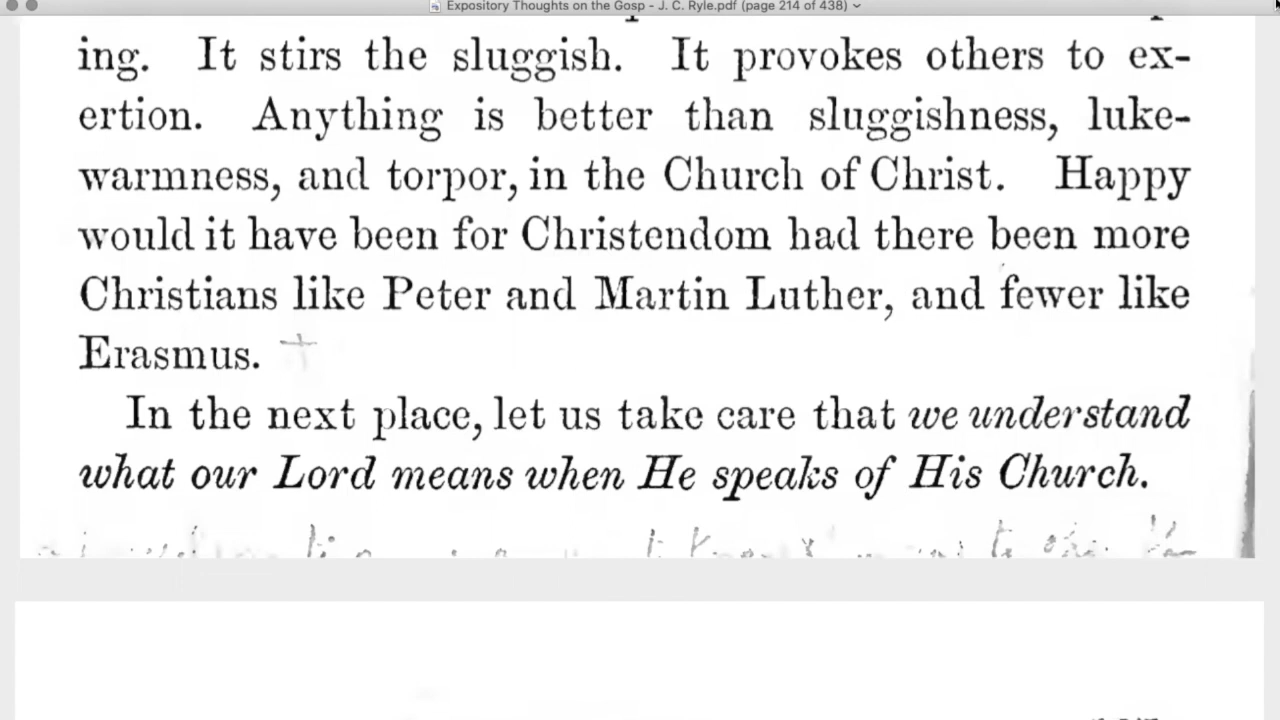 Expository Thoughts on the Gosp - J. C. Ryle.pdf (page 214 of 438)
ing. It stirs the sluggish. It provokes others to ex-
ertion. Anything is better than sluggishness, luke-
warmness, and torpor, in the Church of Christ. Happy
would it have been for Christendom had there been more
Christians like Peter and Martin Luther, and fewer like
Erasmus.
In the next place, let us take care that we understand
what our Lord means when He speaks of His Church.